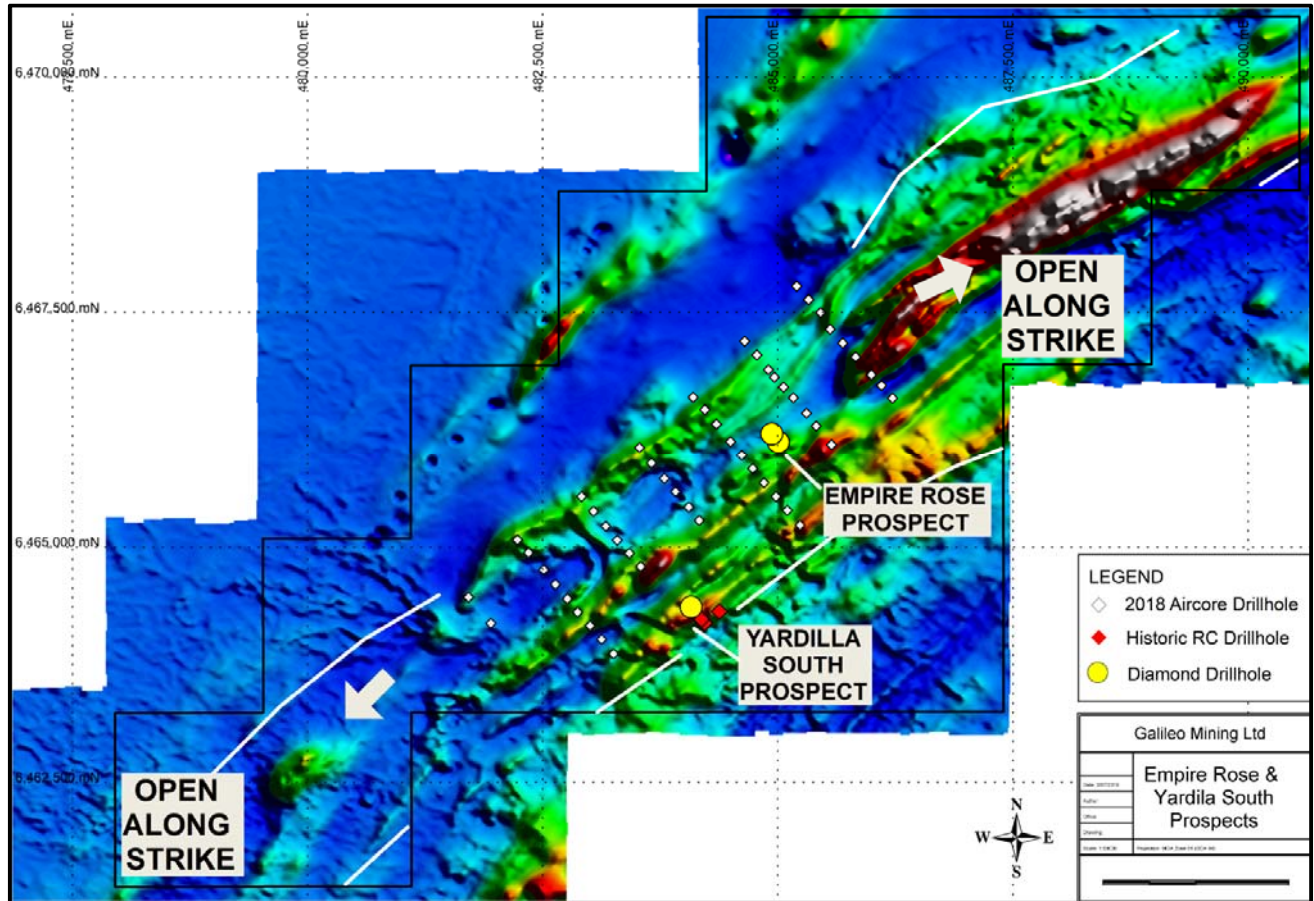 477,500 mE
480,000 mE
482,500 mE
485,000 mE
487,500 mE
490,000 mE
6,470,000 mN
6,467,500 mN
6,465,000 mN
6,462,500 mN
OPEN
ALONG
STRIKE
EMPIRE ROSE
PROSPECT
YARDILLA
SOUTH
PROSPECT
OPEN
ALONG
STRIKE
N
W
E
S
LEGEND
2018 Aircore Drillhole
Historic RC Drillhole
Diamond Drillhole
Galileo Mining Ltd
Empire Rose &
Yardila South
Prospects